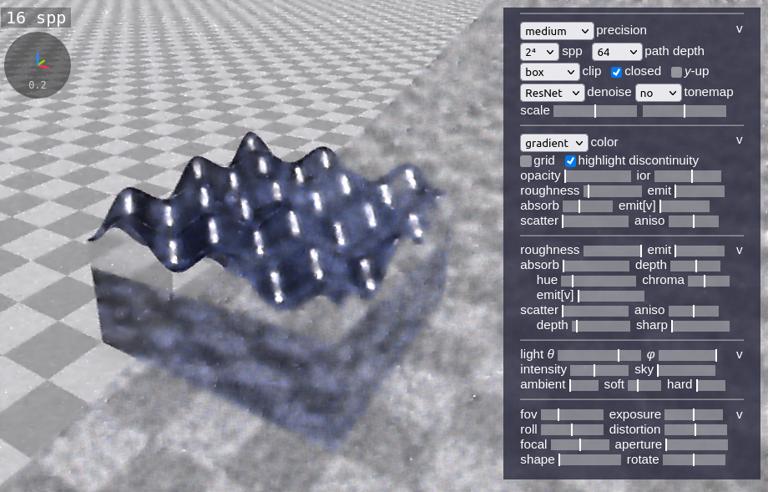 16 spp
0.2
medium precision v
2⁴ spp 64 path depth
box clip closed y-up
ResNet denoise no tonemap
scale
gradient color v
grid highlight discontinuity
opacity ior
roughness emit
absorb emit[v]
scatter aniso
roughness emit v
absorb depth
hue chroma
emit[v]
scatter aniso
depth sharp
light θ φ v
intensity sky
ambient soft hard
fov exposure v
roll distortion
focal aperture
shape rotate